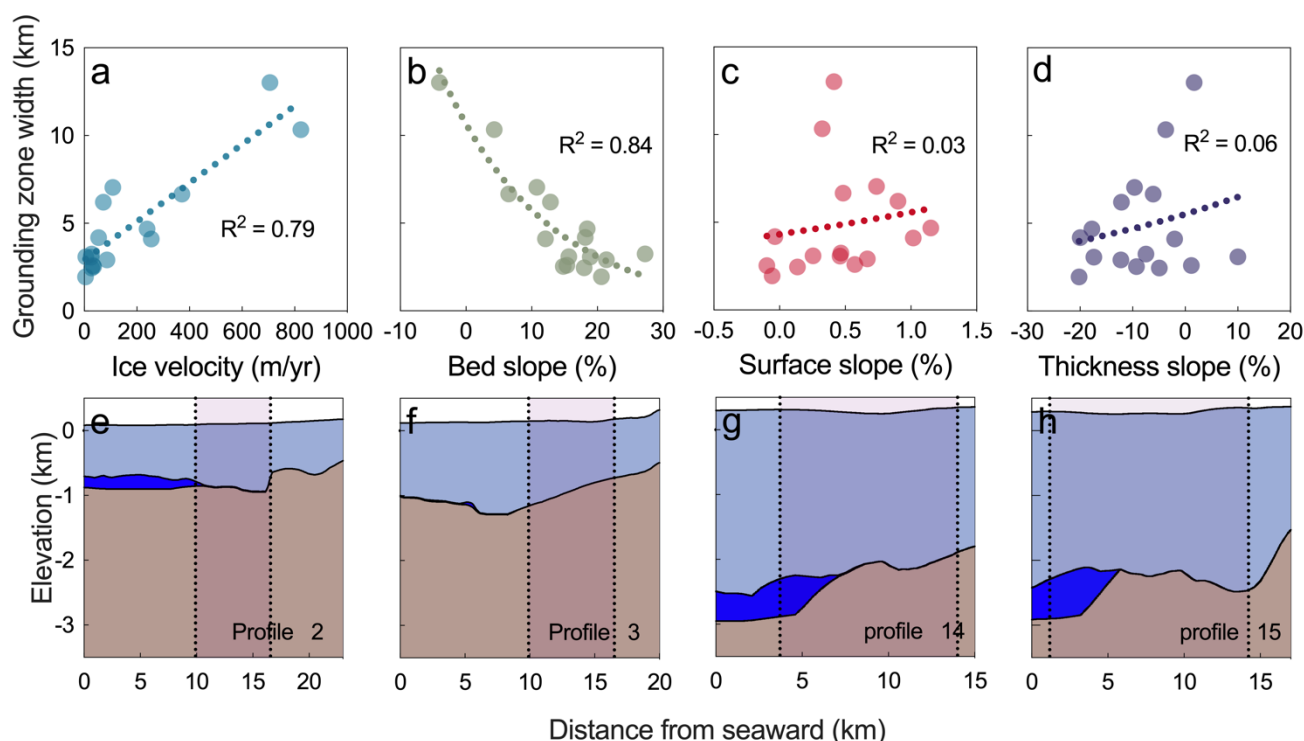 Grounding zone width (km)
15
10
5
0
a
R² = 0.79
0 200 400 600 800 1000
Ice velocity (m/yr)
b
R² = 0.84
-10 0 10 20 30
Bed slope (%)
c
R² = 0.03
-0.5 0.0 0.5 1.0 1.5
Surface slope (%)
d
R² = 0.06
-30 -20 -10 0 10 20
Thickness slope (%)
Elevation (km)
0
-1
-2
-3
e
Profile 2
0 5 10 15 20
f
Profile 3
0 5 10 15 20
g
profile 14
0 5 10 15
h
profile 15
0 5 10 15
Distance from seaward (km)